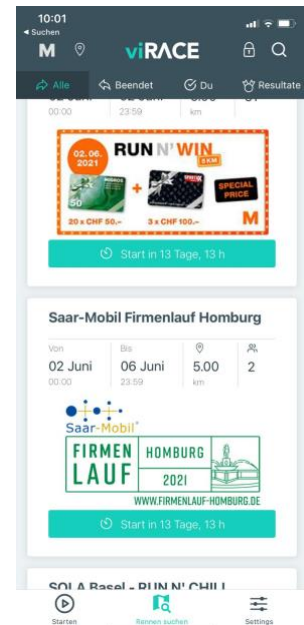 10:01
◂ Suchen
M
viRACE
Alle
Beendet
Du
Resultate
00:00
23:59
km
02.06.
2021
RUN N' WIN
5 KM
50
+
SPECIAL
PRICE
20 x CHF 50.–
3 x CHF 100.–
M
Start in 13 Tage, 13 h
Saar-Mobil Firmenlauf Homburg
Von
Bis
02 Juni
06 Juni
5.00
2
00:00
23:59
km
Saar-Mobil
FIRMEN
LAUF
HOMBURG
2021
WWW.FIRMENLAUF-HOMBURG.DE
Start in 13 Tage, 13 h
SOLA Basel - RUN N' CHILL
Starten
Rennen suchen
Settings